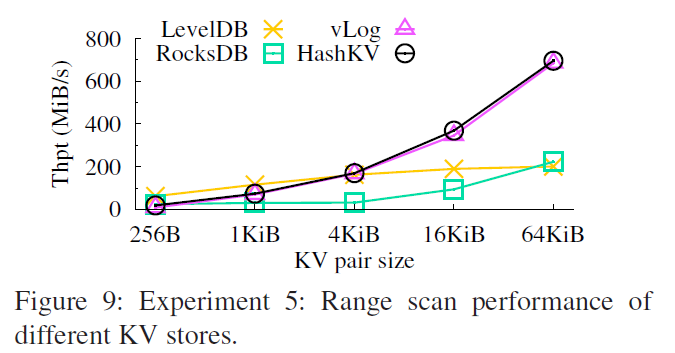 LevelDB
vLog
RocksDB
HashKV
800
600
400
200
0
Thpt (MiB/s)
256B 1KiB 4KiB 16KiB 64KiB
KV pair size
Figure 9: Experiment 5: Range scan performance of
different KV stores.